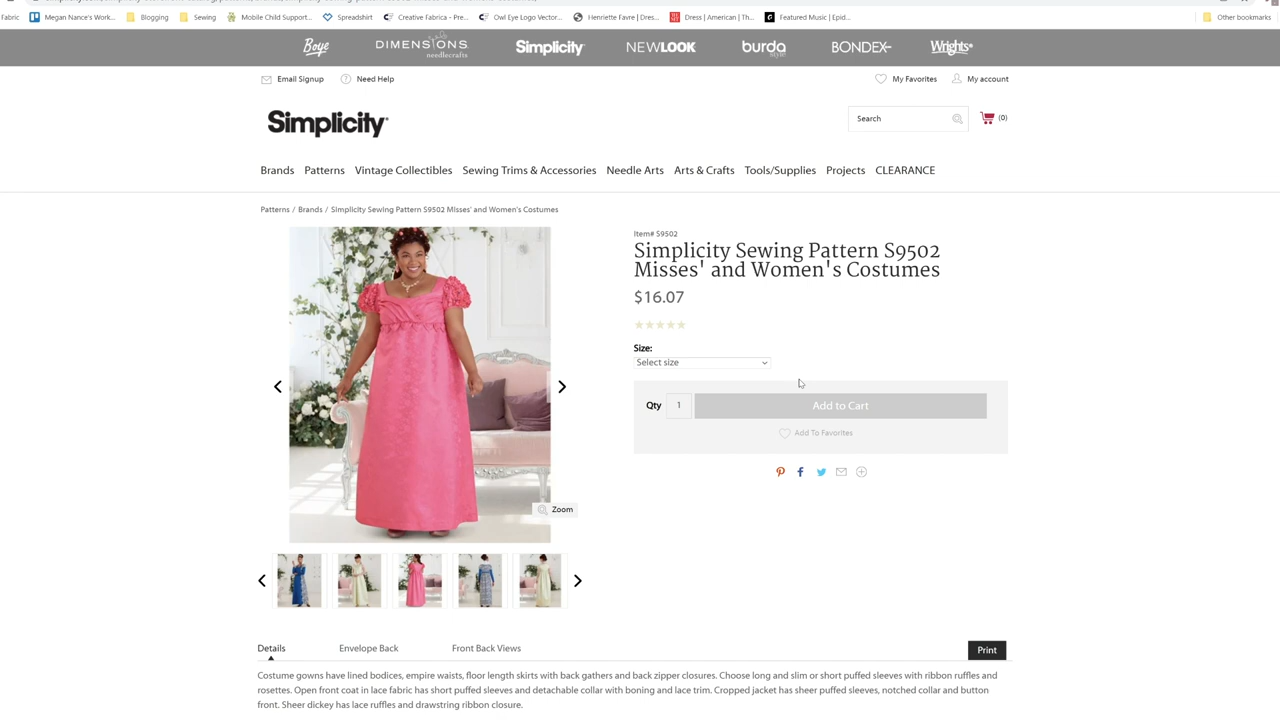 Fabric Megan Nance's Work... Blogging Sewing Mobile Child Support... Spreadshirt Creative Fabrica - Pre... Owl Eye Logo Vector... Henriette Favre | Dres... Dress | American | Th... Featured Music | Epid... Other bookmarks
Boye DIMENSIONS needlecrafts Simplicity NEWLOOK burda style BONDEX Wrights
Email Signup Need Help My Favorites My account
Simplicity Search (0)
Brands Patterns Vintage Collectibles Sewing Trims & Accessories Needle Arts Arts & Crafts Tools/Supplies Projects CLEARANCE
Patterns / Brands / Simplicity Sewing Pattern S9502 Misses' and Women's Costumes
Item# S9502
Simplicity Sewing Pattern S9502
Misses' and Women's Costumes
$16.07
Size:
Select size
Qty 1 Add to Cart
Add To Favorites
Zoom
Details Envelope Back Front Back Views Print
Costume gowns have lined bodices, empire waists, floor length skirts with back gathers and back zipper closures. Choose long and slim or short puffed sleeves with ribbon ruffles and
rosettes. Open front coat in lace fabric has short puffed sleeves and detachable collar with boning and lace trim. Cropped jacket has sheer puffed sleeves, notched collar and button
front. Sheer dickey has lace ruffles and drawstring ribbon closure.